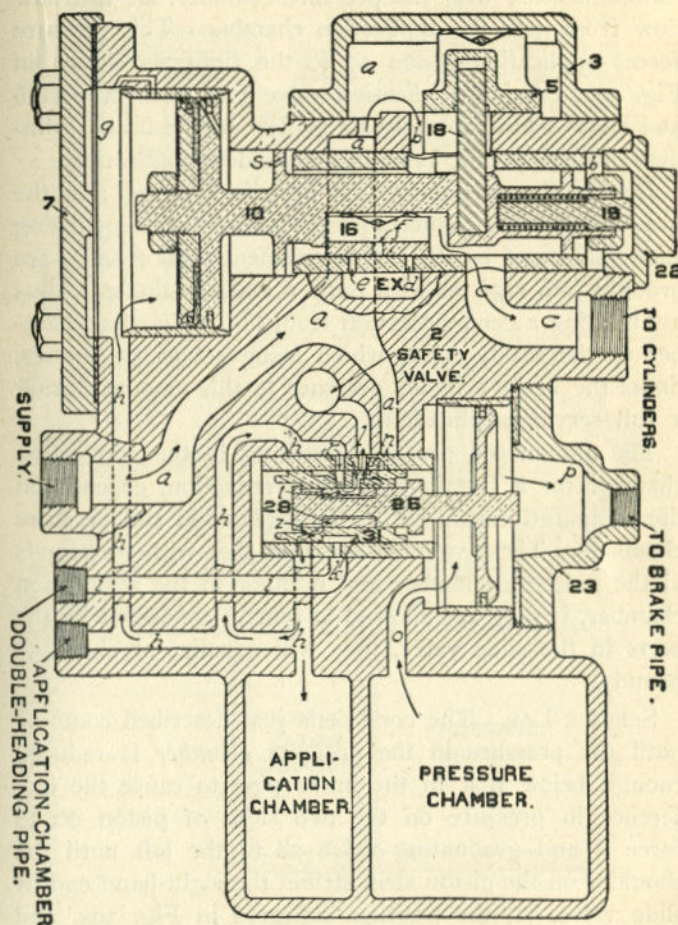 a
3
5
g
18
a
b
s
b
7
10
19
16
f
22
e
EX
d
c
c
a
2
SAFETY
VALVE.
TO CYLINDERS.
SUPPLY.
a
h
a
h
l
n
p
28
26
h
h
k
31
i
23
TO BRAKE PIPE.
h
h
o
APPLICATION-CHAMBER
DOUBLE-HEADING PIPE.
APPLI-
CATION
CHAMBER.
PRESSURE
CHAMBER.